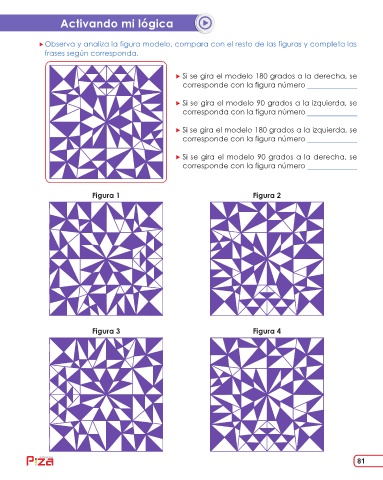 Activando mi lógica
Observa y analiza la figura modelo, compara con el resto de las figuras y completa las
frases según corresponda.
Si se gira el modelo 180 grados a la derecha, se
corresponde con la figura número
Si se gira el modelo 90 grados a la izquierda, se
corresponda con la figura número
Si se gira el modelo 180 grados a la izquierda, se
corresponde con la figura número
Si se gira el modelo 90 grados a la derecha, se
corresponde con la figura número
Figura 1
Figura 2
Figura 3
Figura 4
Piza
81